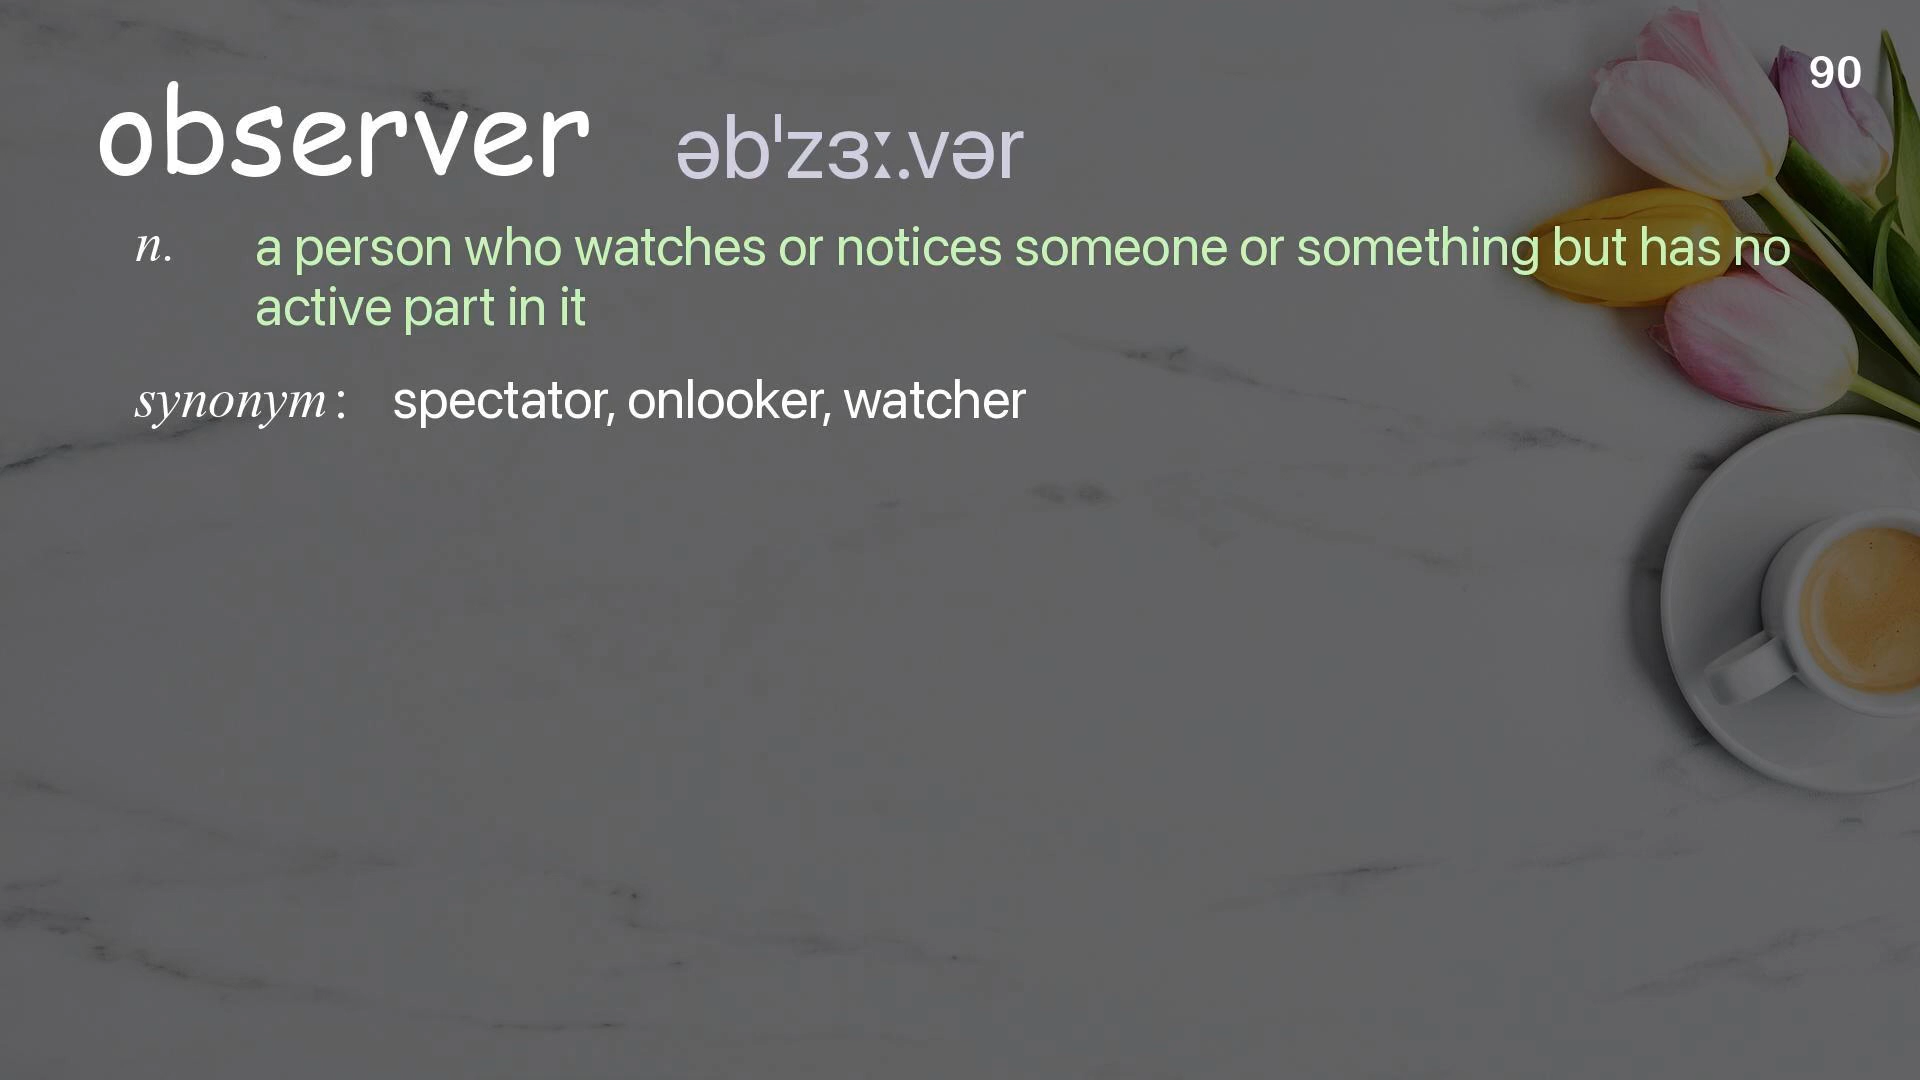 90
observer əbˈzɜː.vər
n. a person who watches or notices someone or something but has no
active part in it
synonym : spectator, onlooker, watcher